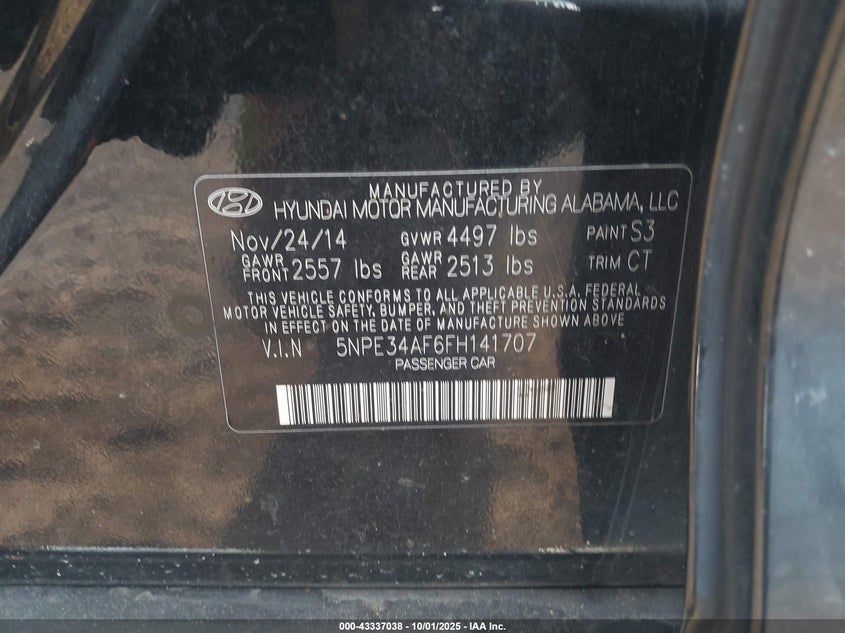 MANUFACTURED BY
HYUNDAI MOTOR MANUFACTURING ALABAMA, LLC
Nov/24/14 GVWR 4497 lbs PAINT S3
GAWR FRONT 2557 lbs GAWR REAR 2513 lbs TRIM CT
THIS VEHICLE CONFORMS TO ALL APPLICABLE U.S.A. FEDERAL
MOTOR VEHICLE SAFETY, BUMPER, AND THEFT PREVENTION STANDARDS
IN EFFECT ON THE DATE OF MANUFACTURE SHOWN ABOVE
V.I.N 5NPE34AF6FH141707
PASSENGER CAR
000-43337038 - 10/01/2025 - IAA Inc.